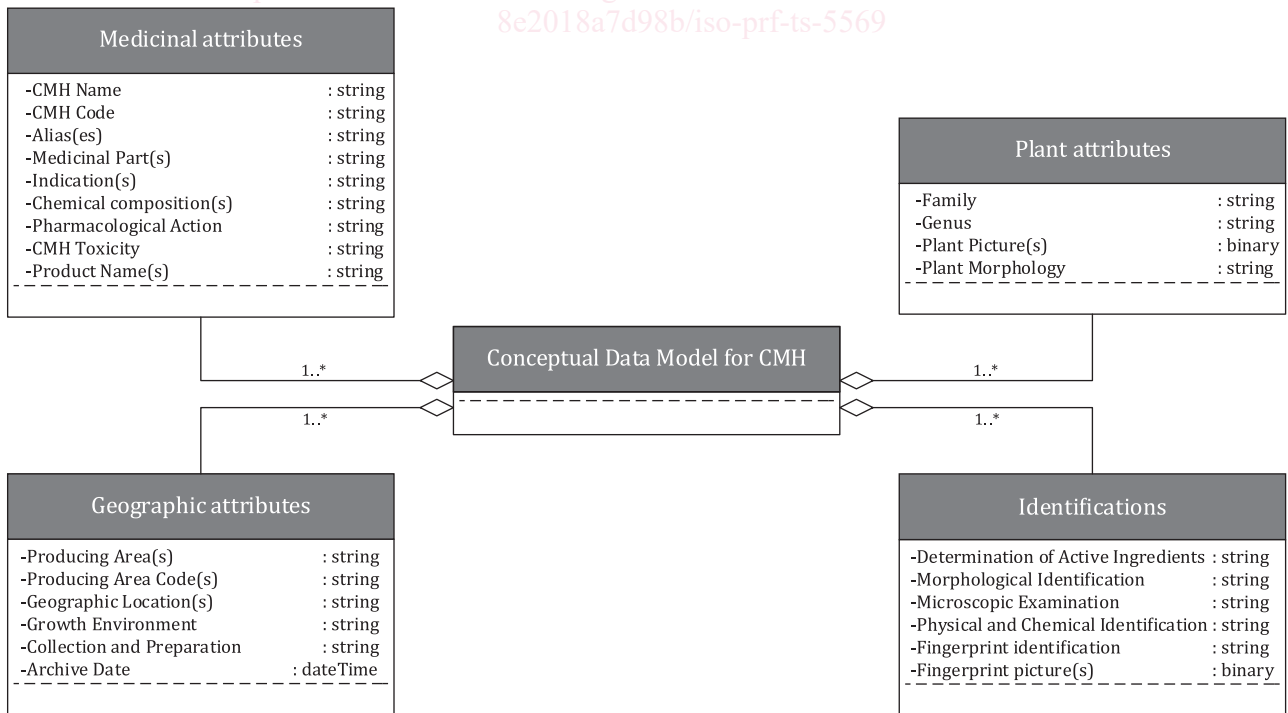 8e2018a7d98b/iso-prf-ts-5569
Medicinal attributes
-CMH Name : string
-CMH Code : string
-Alias(es) : string
-Medicinal Part(s) : string
-Indication(s) : string
-Chemical composition(s) : string
-Pharmacological Action : string
-CMH Toxicity : string
-Product Name(s) : string
Plant attributes
-Family : string
-Genus : string
-Plant Picture(s) : binary
-Plant Morphology : string
Conceptual Data Model for CMH
1..*
1..*
1..*
1..*
Geographic attributes
-Producing Area(s) : string
-Producing Area Code(s) : string
-Geographic Location(s) : string
-Growth Environment : string
-Collection and Preparation : string
-Archive Date : dateTime
Identifications
-Determination of Active Ingredients : string
-Morphological Identification : string
-Microscopic Examination : string
-Physical and Chemical Identification : string
-Fingerprint identification : string
-Fingerprint picture(s) : binary